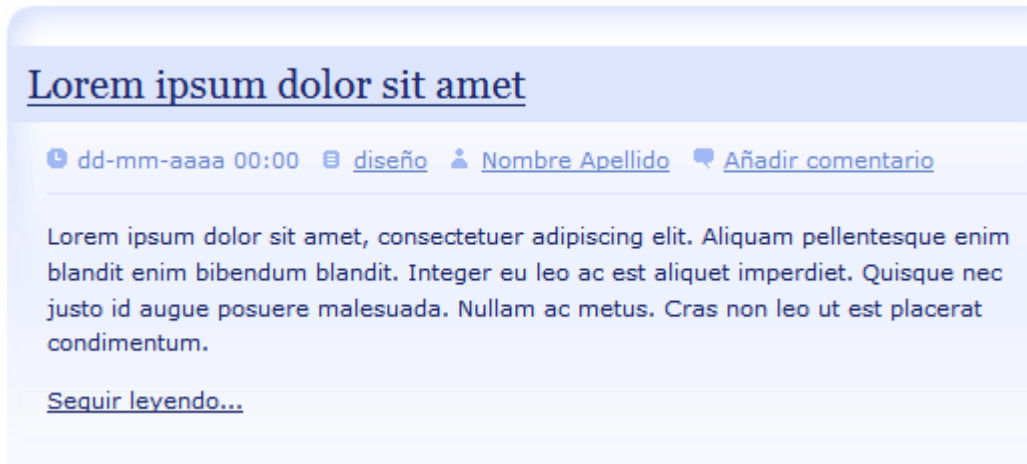 Lorem ipsum dolor sit amet
dd-mm-aaaa 00:00 diseño Nombre Apellido Añadir comentario
Lorem ipsum dolor sit amet, consectetuer adipiscing elit. Aliquam pellentesque enim
blandit enim bibendum blandit. Integer eu leo ac est aliquet imperdiet. Quisque nec
justo id augue posuere malesuada. Nullam ac metus. Cras non leo ut est placerat
condimentum.
Seguir leyendo...